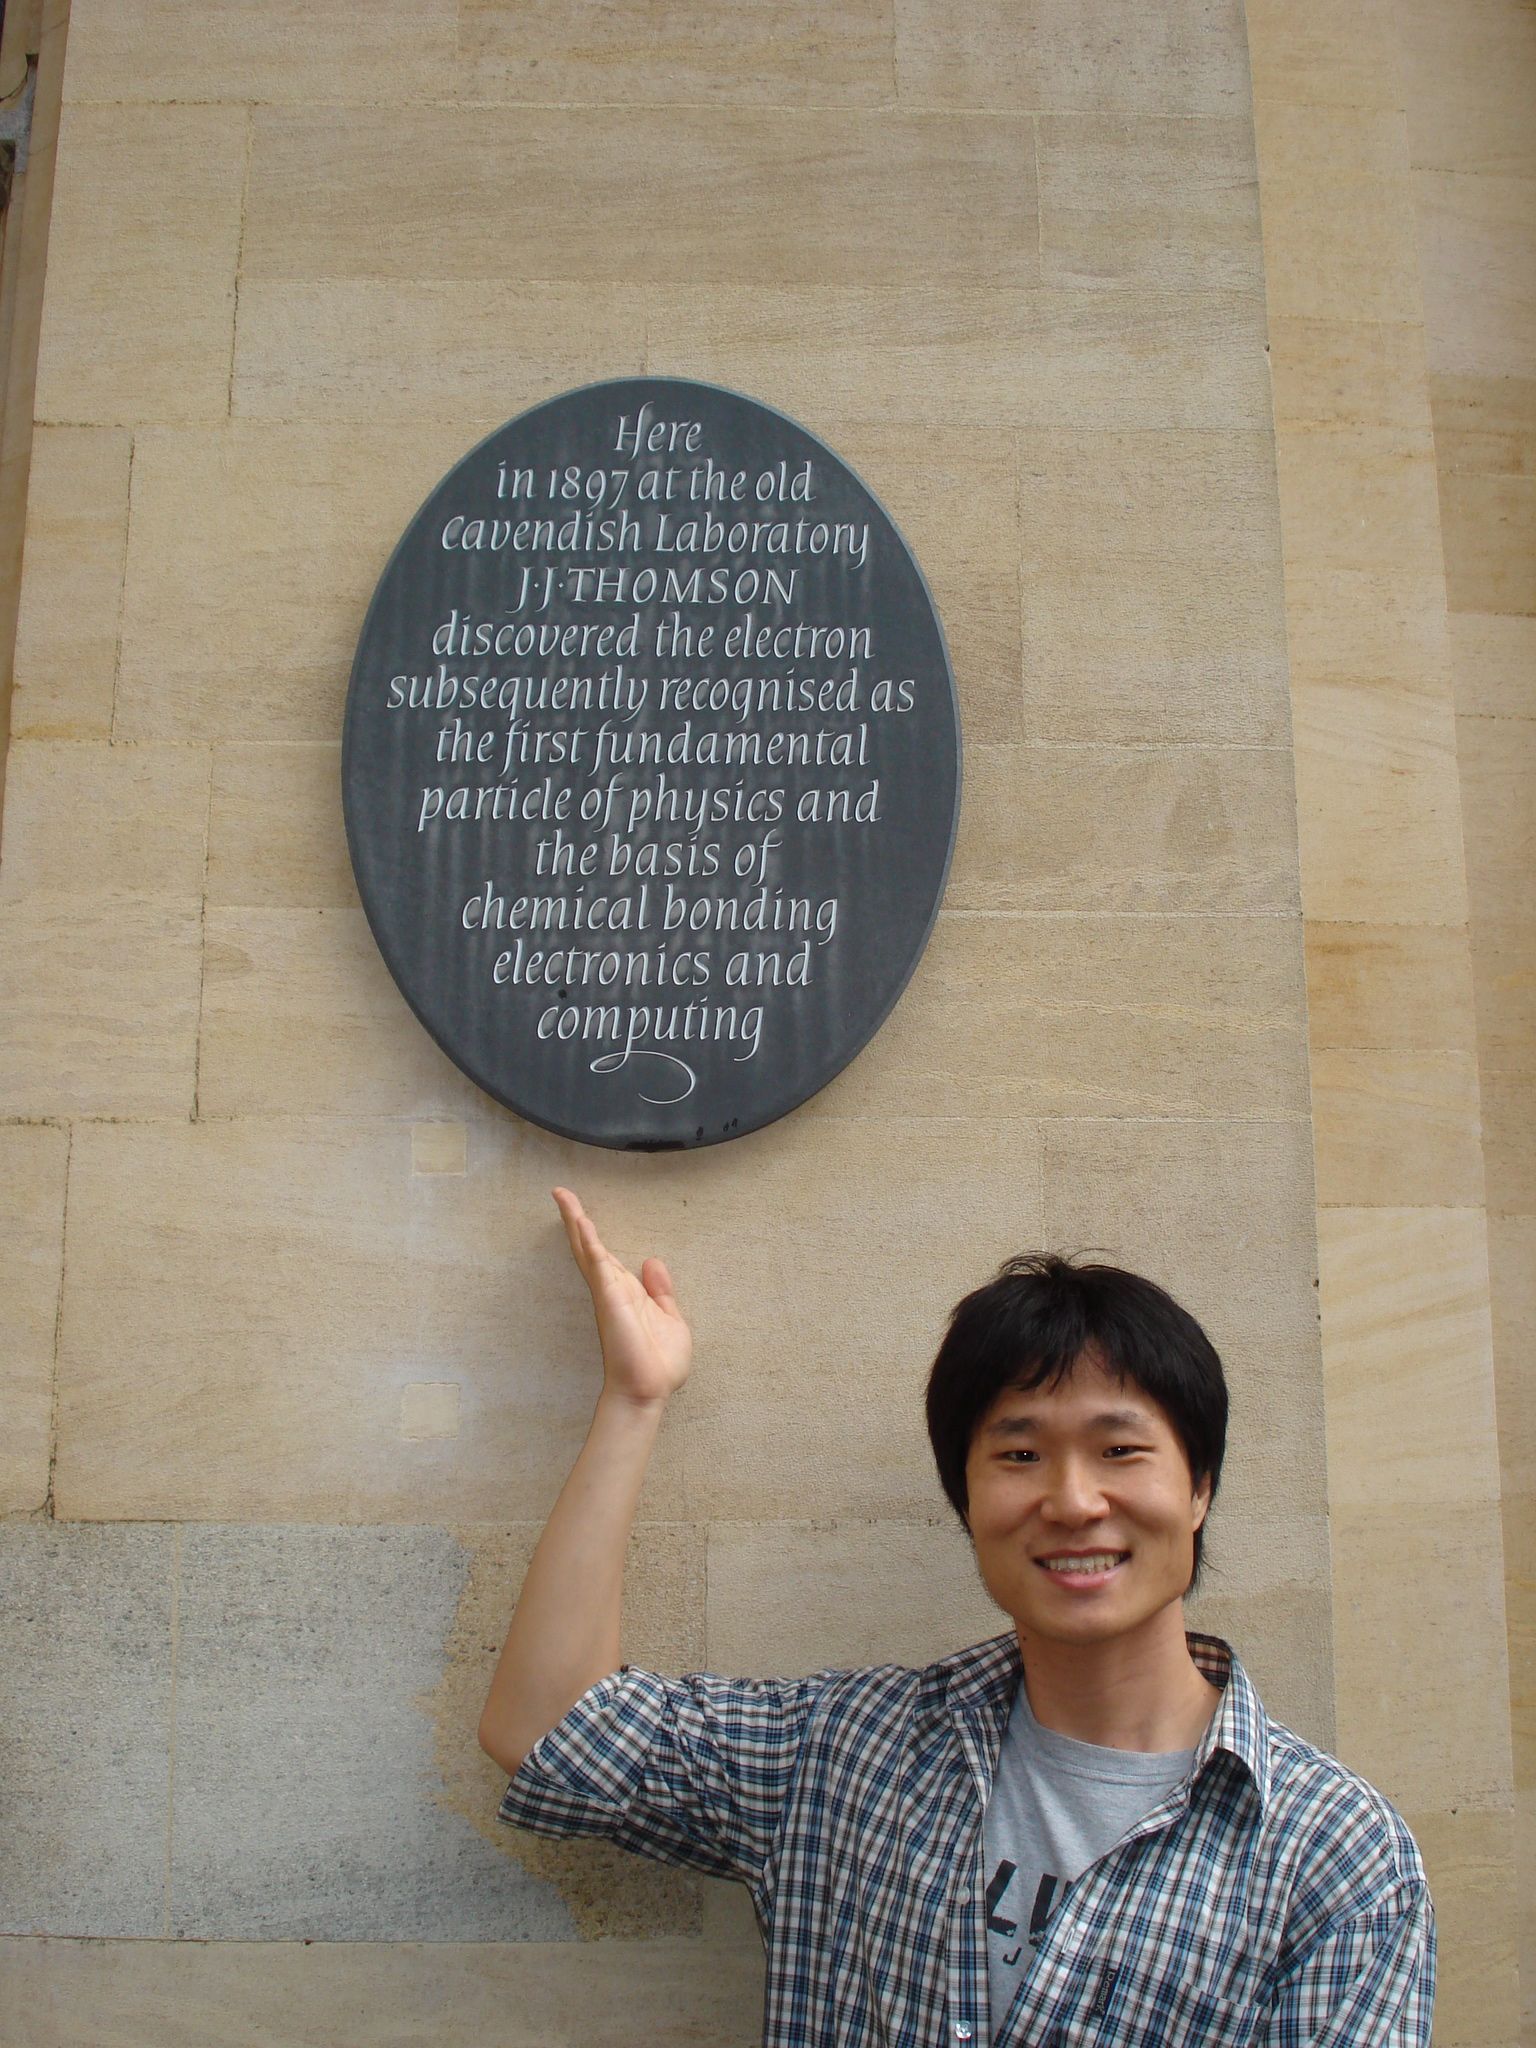 Here
in 1897 at the old
Cavendish Laboratory
J·J·THOMSON
discovered the electron
subsequently recognised as
the first fundamental
particle of physics and
the basis of
chemical bonding
electronics and
computing